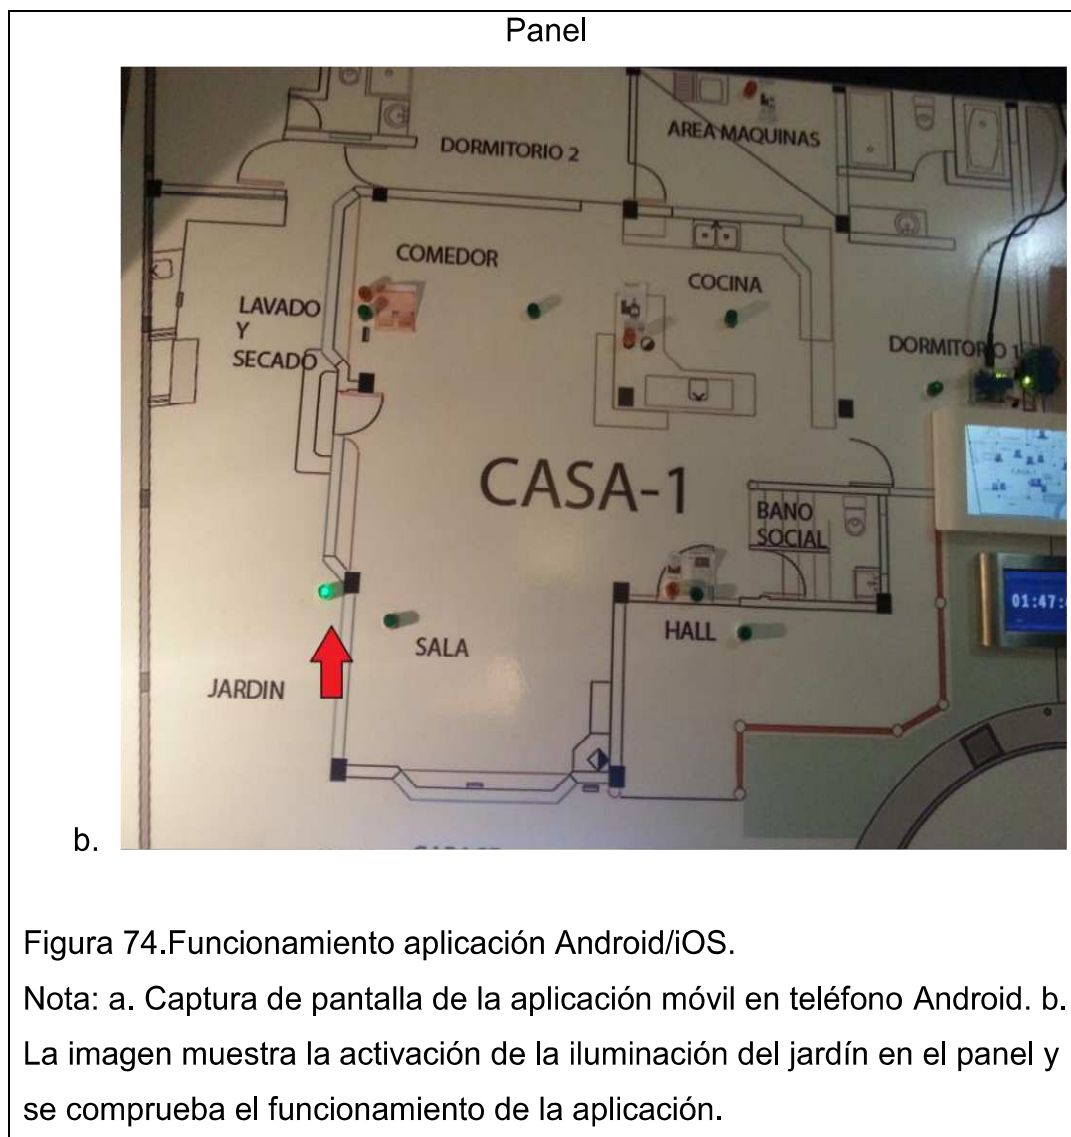 Panel
DORMITORIO 2
AREA MAQUINAS
COMEDOR
COCINA
LAVADO
Y
SECADO
DORMITORIO 1
CASA-1
BANO
SOCIAL
01:47:
HALL
SALA
JARDIN
b.
Figura 74.Funcionamiento aplicación Android/iOS.
Nota: a. Captura de pantalla de la aplicación móvil en teléfono Android. b.
La imagen muestra la activación de la iluminación del jardín en el panel y
se comprueba el funcionamiento de la aplicación.